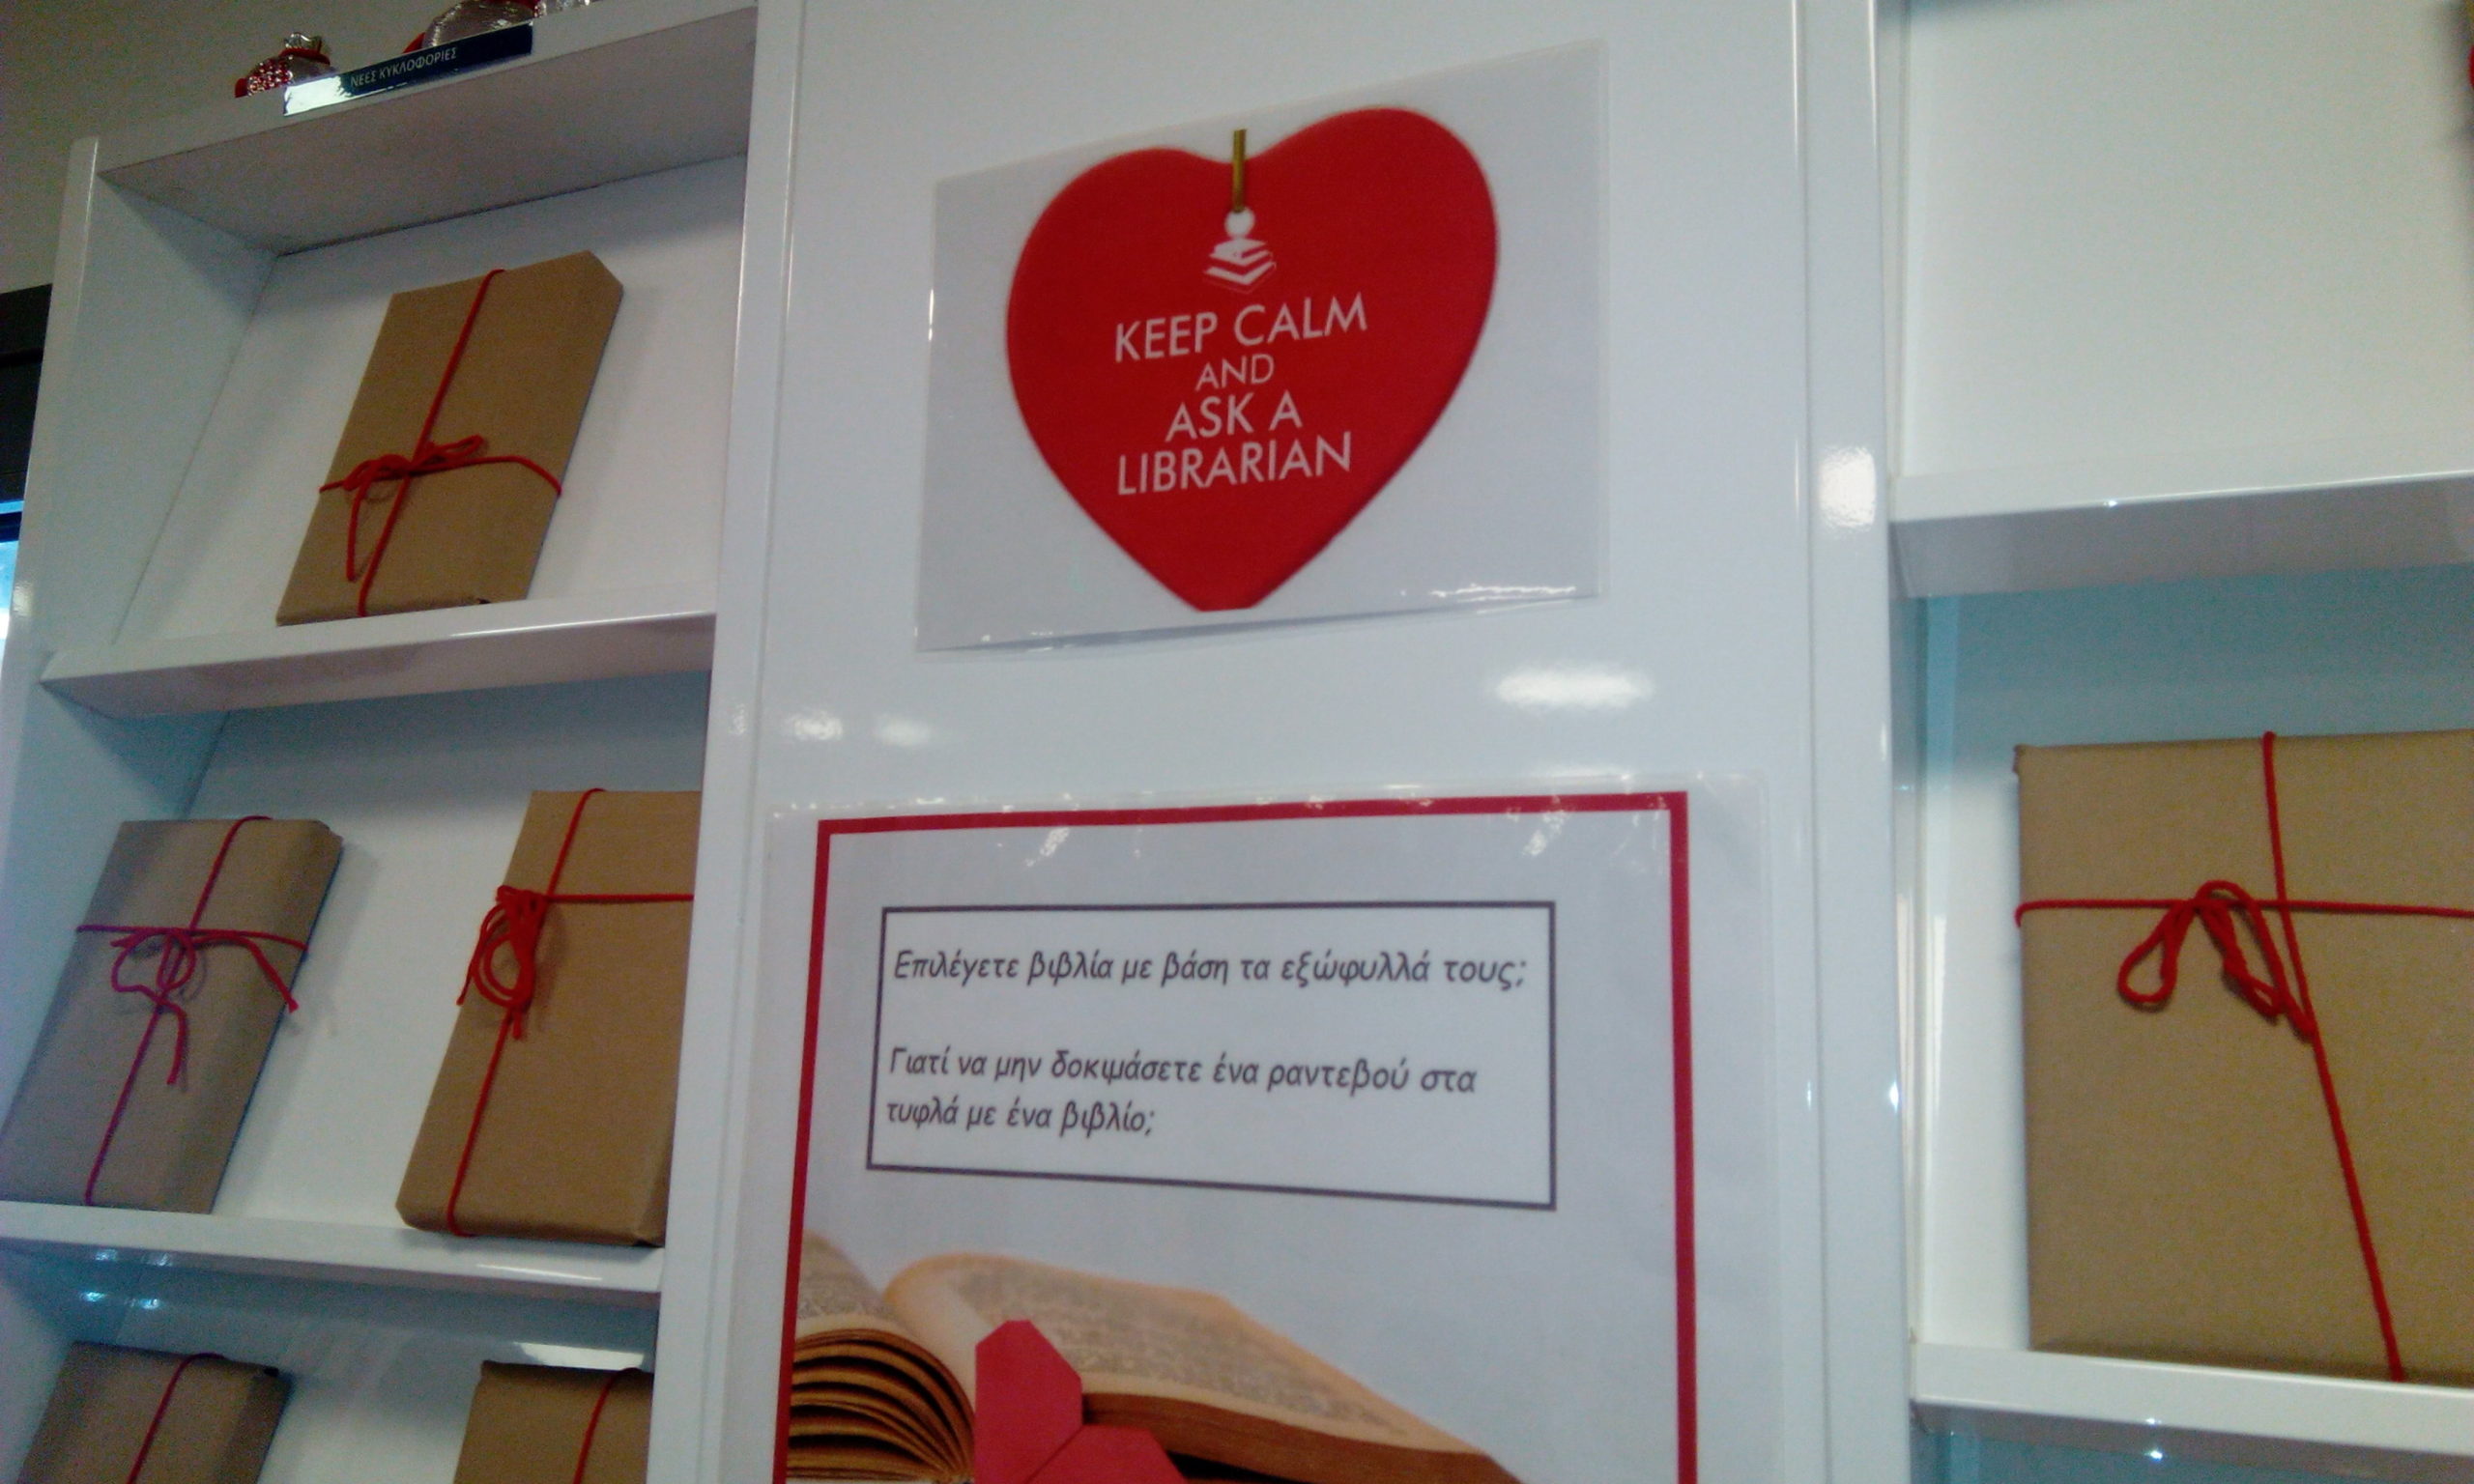 ΝΕΕΣ ΚΥΚΛΟΦΟΡΙΕΣ
KEEP CALM
AND
ASK A
LIBRARIAN
Επιλέγετε βιβλία με βάση τα εξώφυλλά τους;
Γιατί να μην δοκιμάσετε ένα ραντεβού στα
τυφλά με ένα βιβλίο;